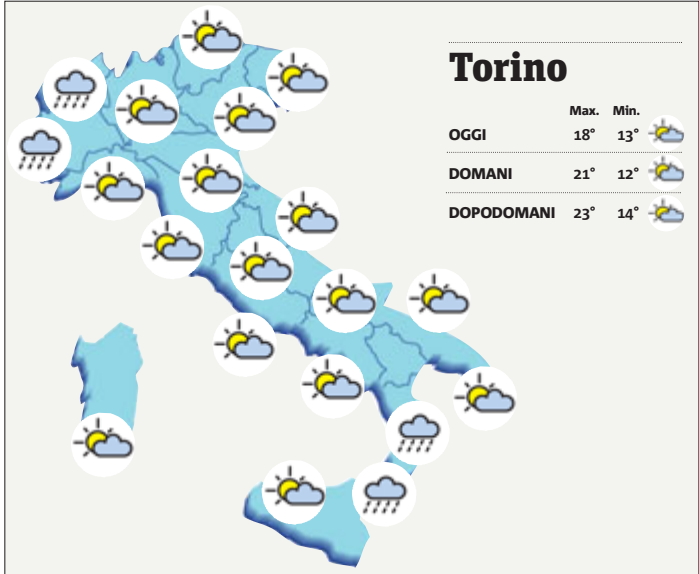 Torino
Max. Min.
OGGI 18° 13°
DOMANI 21° 12°
DOPODOMANI 23° 14°